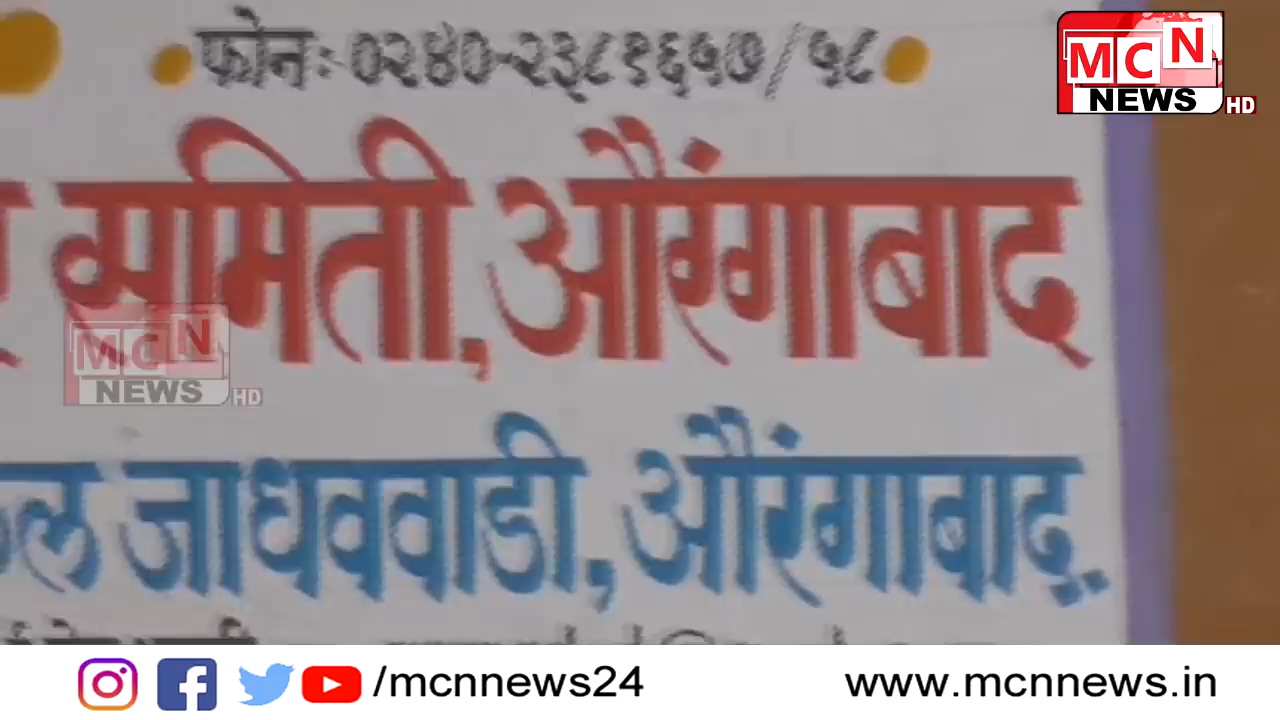 फोनः ०२४०-२३८१६५७/५८
MCN
NEWS HD
समिती, औरंगाबाद
MCN
NEWS HD
जाधववाडी, औरंगाबाद.
/mcnnews24 www.mcnnews.in